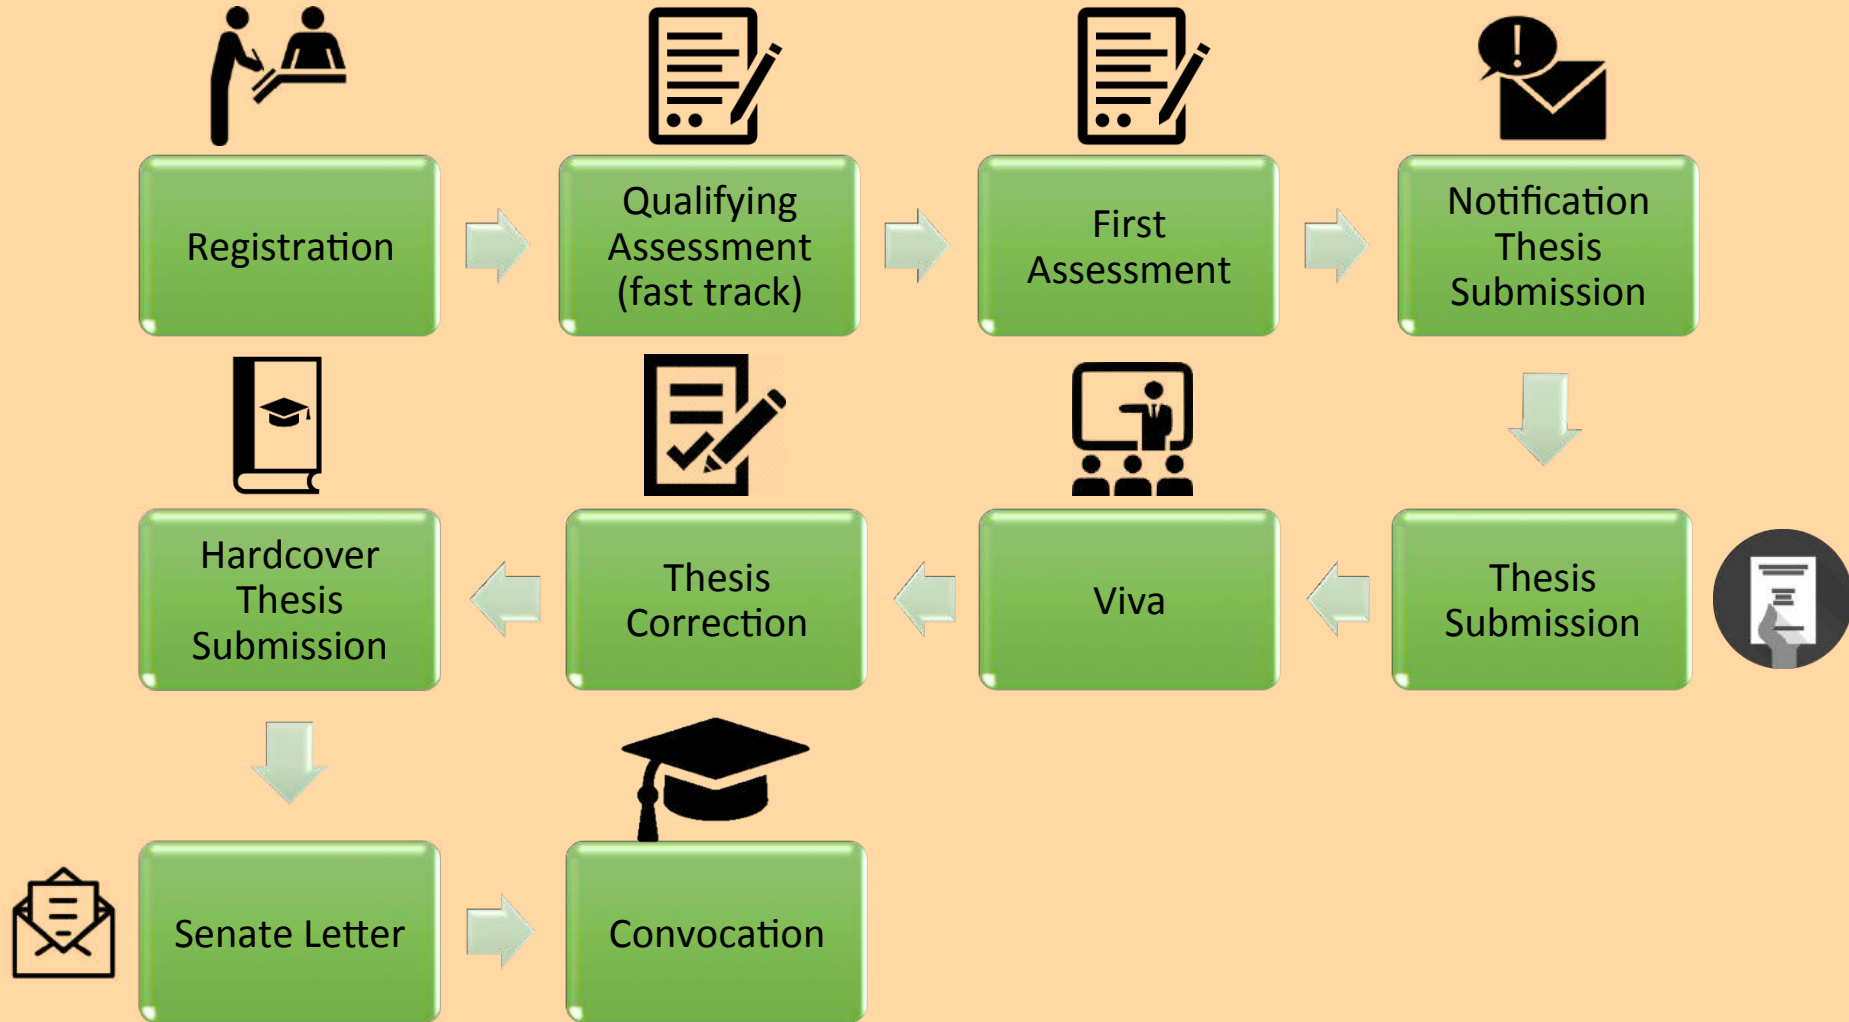 Registration
Qualifying
Assessment
(fast track)
First
Assessment
Notification
Thesis
Submission
Thesis
Submission
Viva
Thesis
Correction
Hardcover
Thesis
Submission
Senate Letter
Convocation